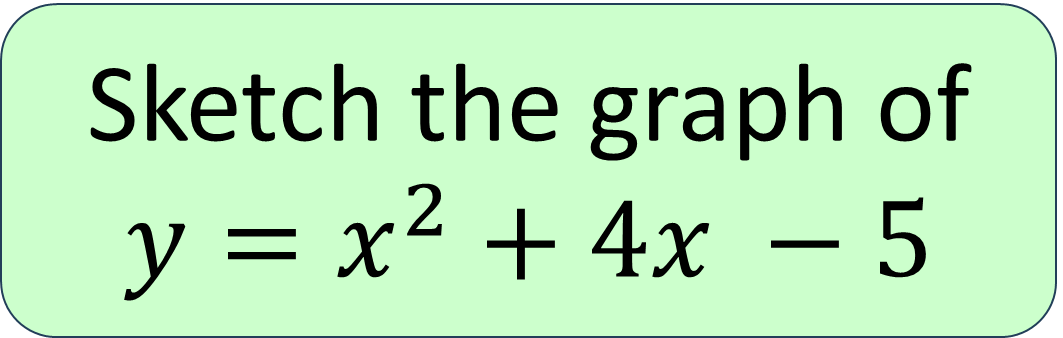 Sketch the graph of
𝑦 = 𝑥² + 4𝑥 − 5